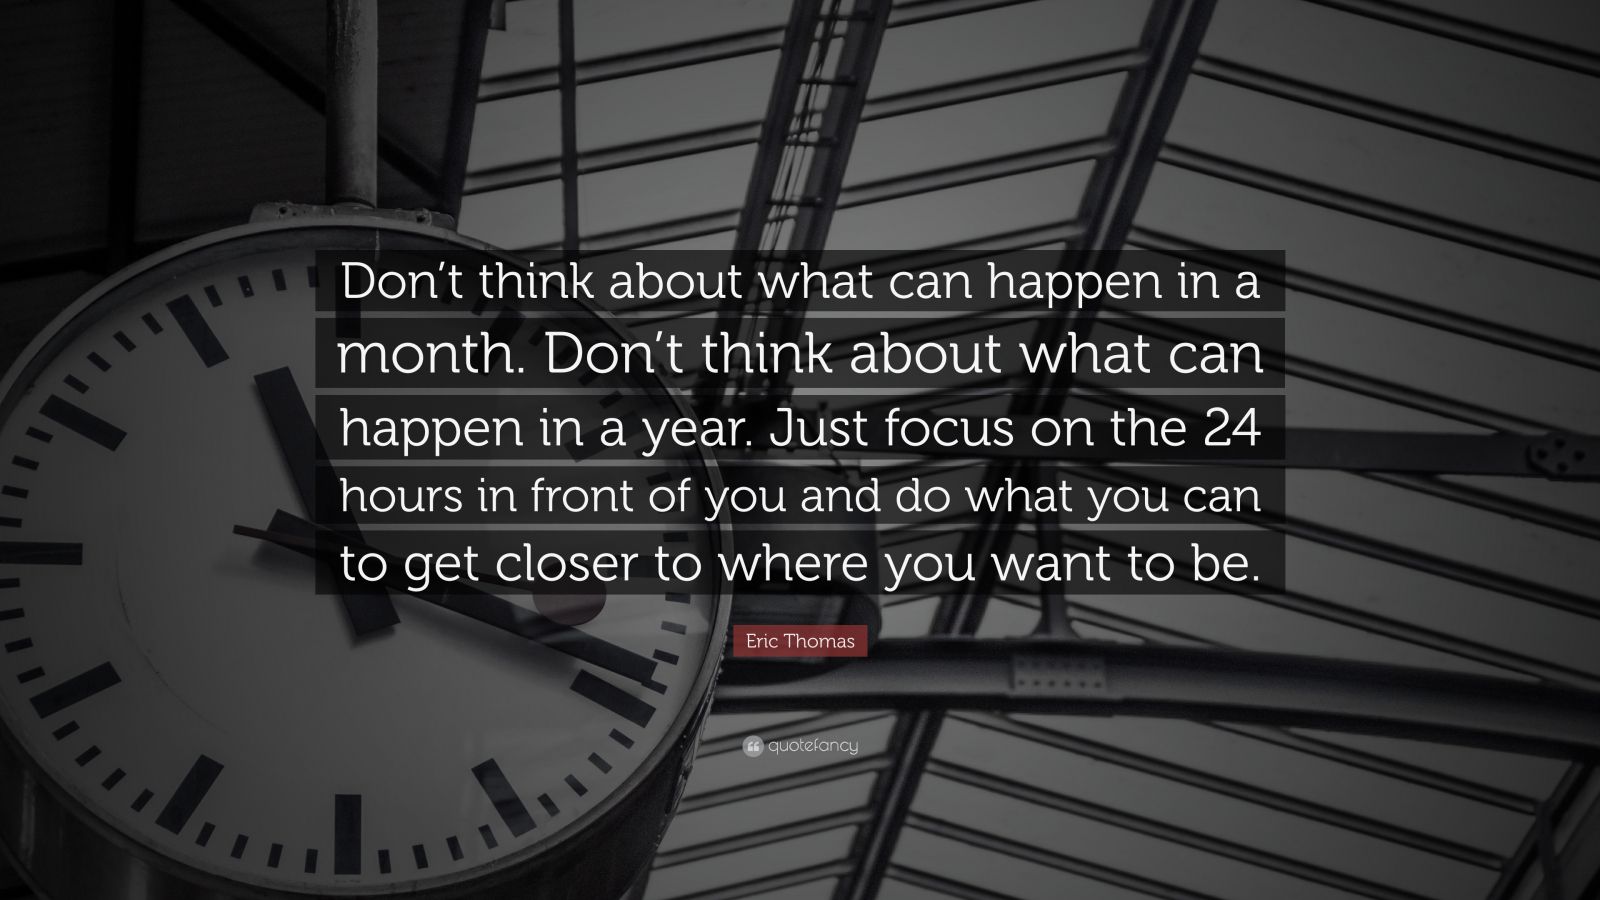 Don’t think about what can happen in a
month. Don’t think about what can
happen in a year. Just focus on the 24
hours in front of you and do what you can
to get closer to where you want to be.
Eric Thomas
quotefancy